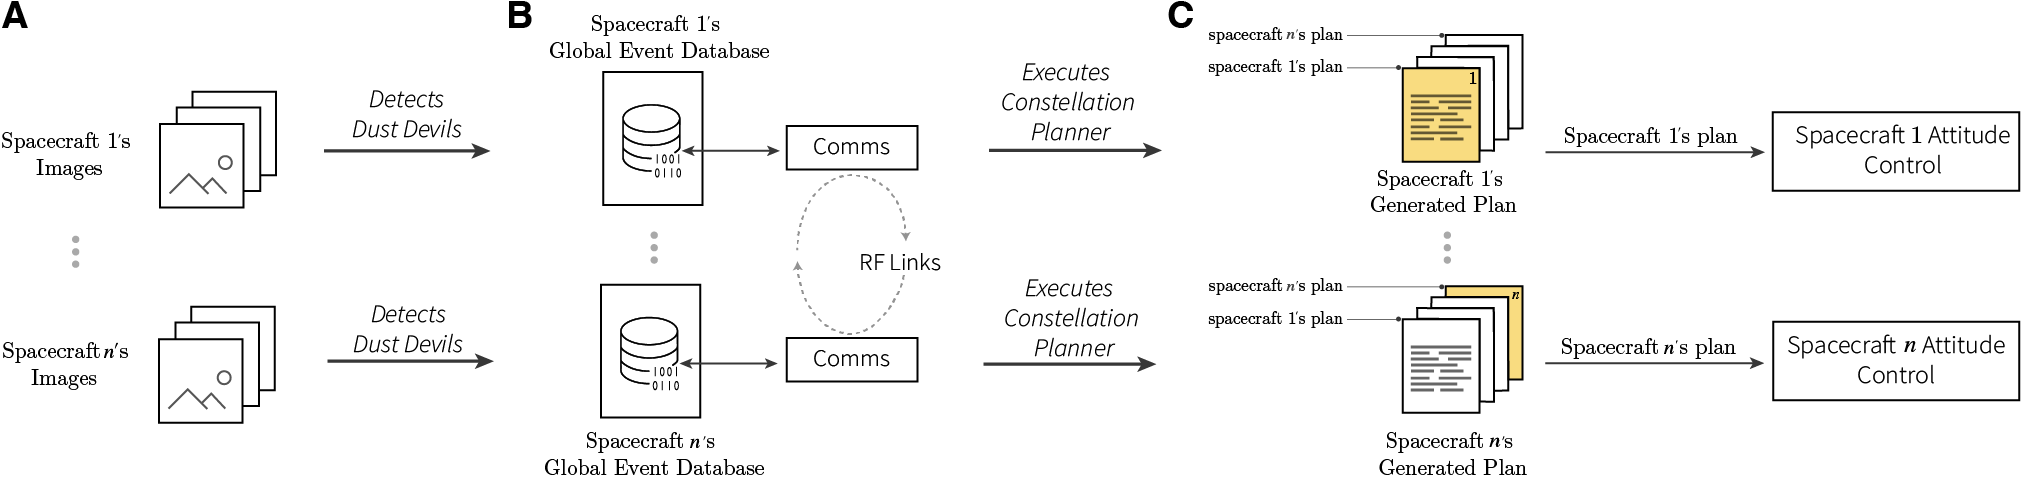 A
Spacecraft 1's
Images
Spacecraft n's
Images
Detects
Dust Devils
Detects
Dust Devils
B
Spacecraft 1's
Global Event Database
1001
0110
Comms
RF Links
1001
0110
Comms
Spacecraft n's
Global Event Database
Executes
Constellation
Planner
Executes
Constellation
Planner
C
spacecraft n's plan
spacecraft 1's plan
1
Spacecraft 1's
Generated Plan
spacecraft n's plan
spacecraft 1's plan
n
Spacecraft n's
Generated Plan
Spacecraft 1's plan
Spacecraft 1 Attitude
Control
Spacecraft n's plan
Spacecraft n Attitude
Control